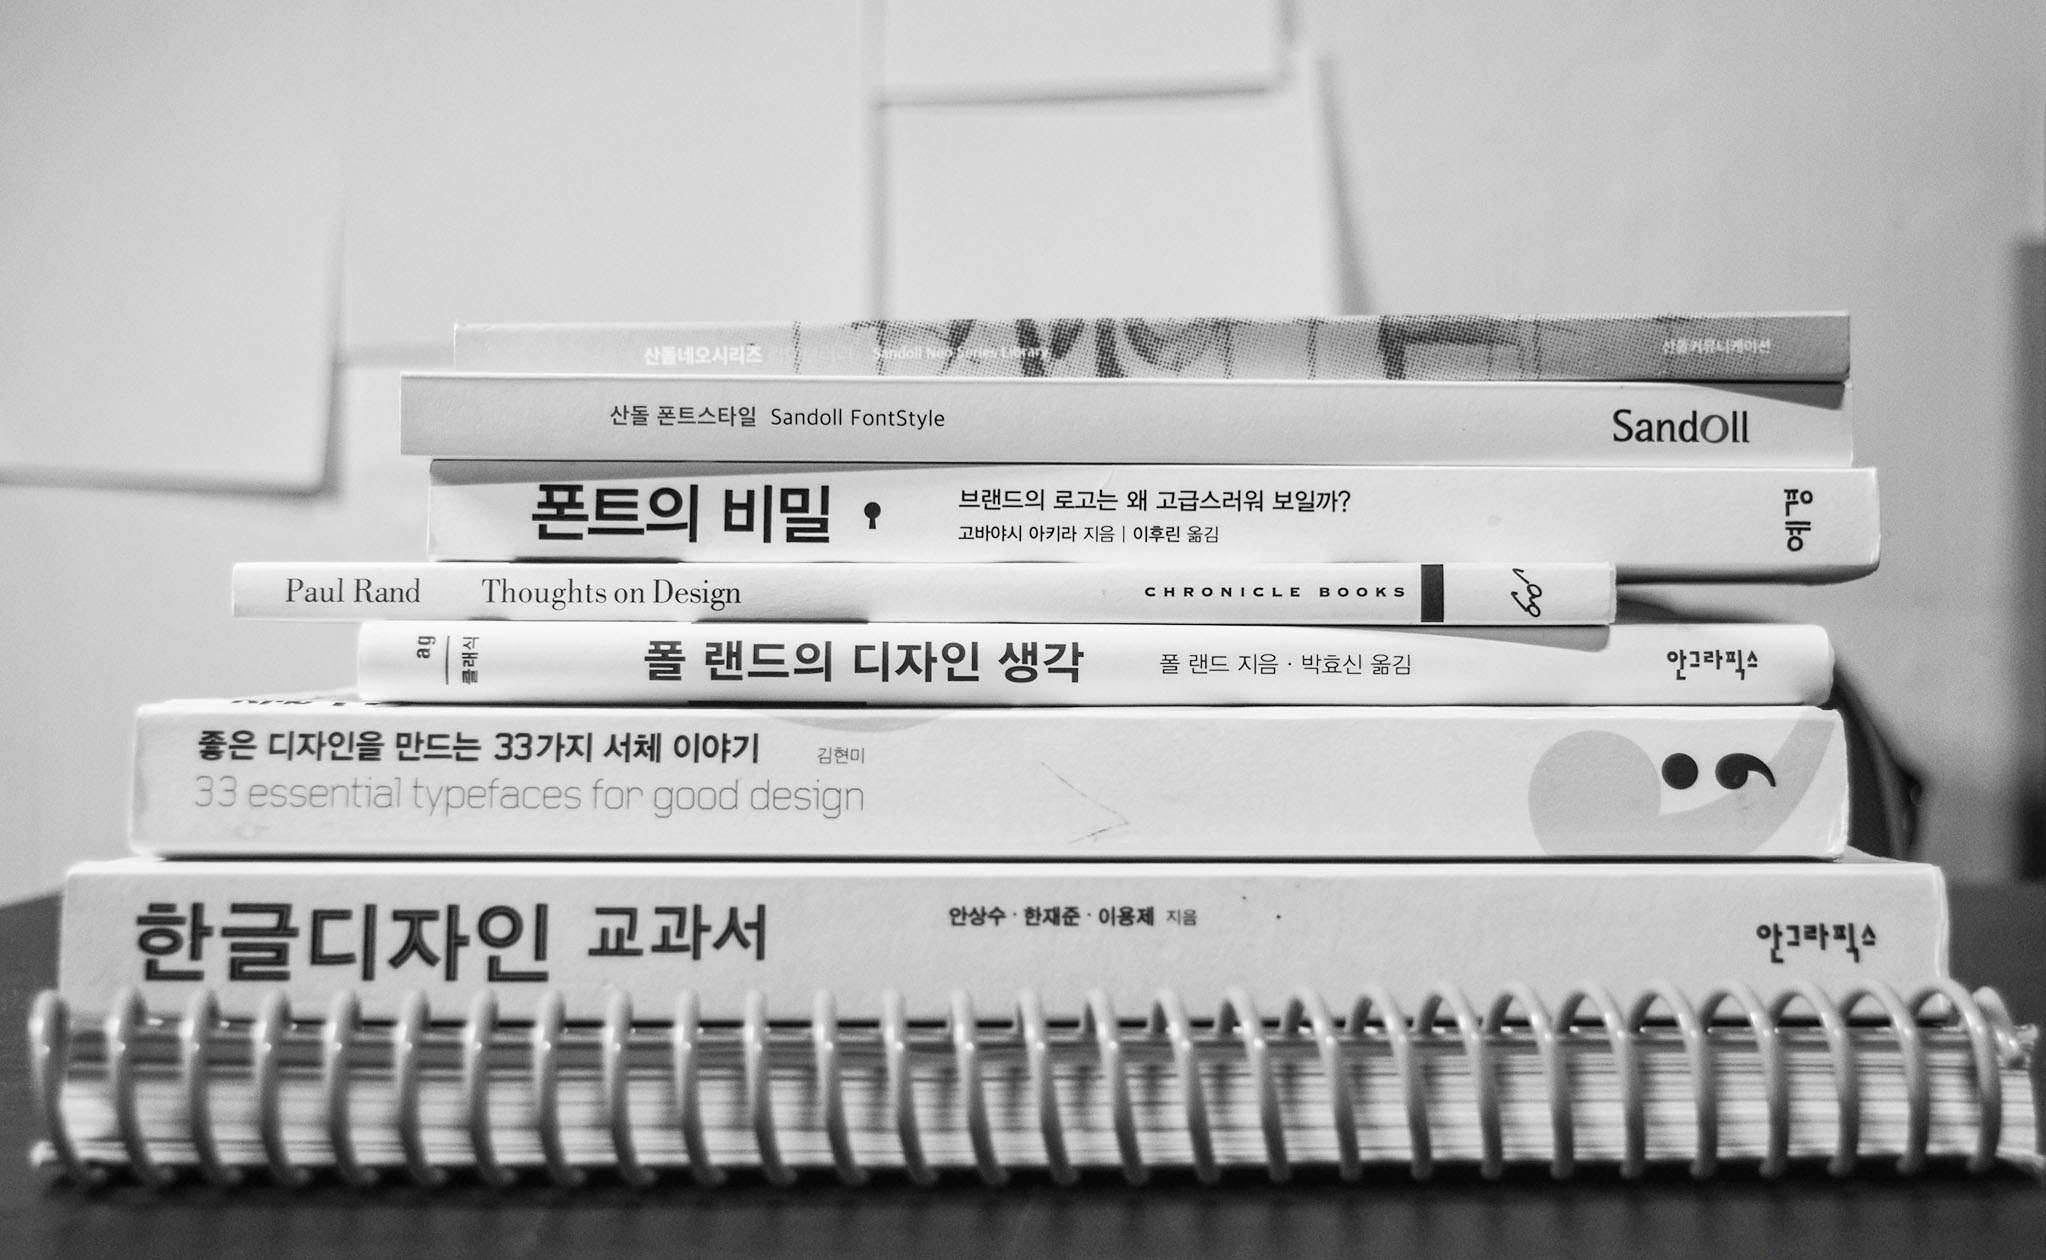 산돌네오시리즈 Sandoll Neo Series Library 산돌커뮤니케이션
산돌 폰트스타일 Sandoll FontStyle Sandoll
폰트의 비밀 브랜드의 로고는 왜 고급스러워 보일까?
고바야시 아키라 지음 | 이후린 옮김
예경
Paul Rand Thoughts on Design CHRONICLE BOOKS
ag 클래식 폴 랜드의 디자인 생각 폴 랜드 지음 · 박효신 옮김 안그라픽스
좋은 디자인을 만드는 33가지 서체 이야기 김현미
33 essential typefaces for good design
한글디자인 교과서 안상수 · 한재준 · 이용제 지음 안그라픽스